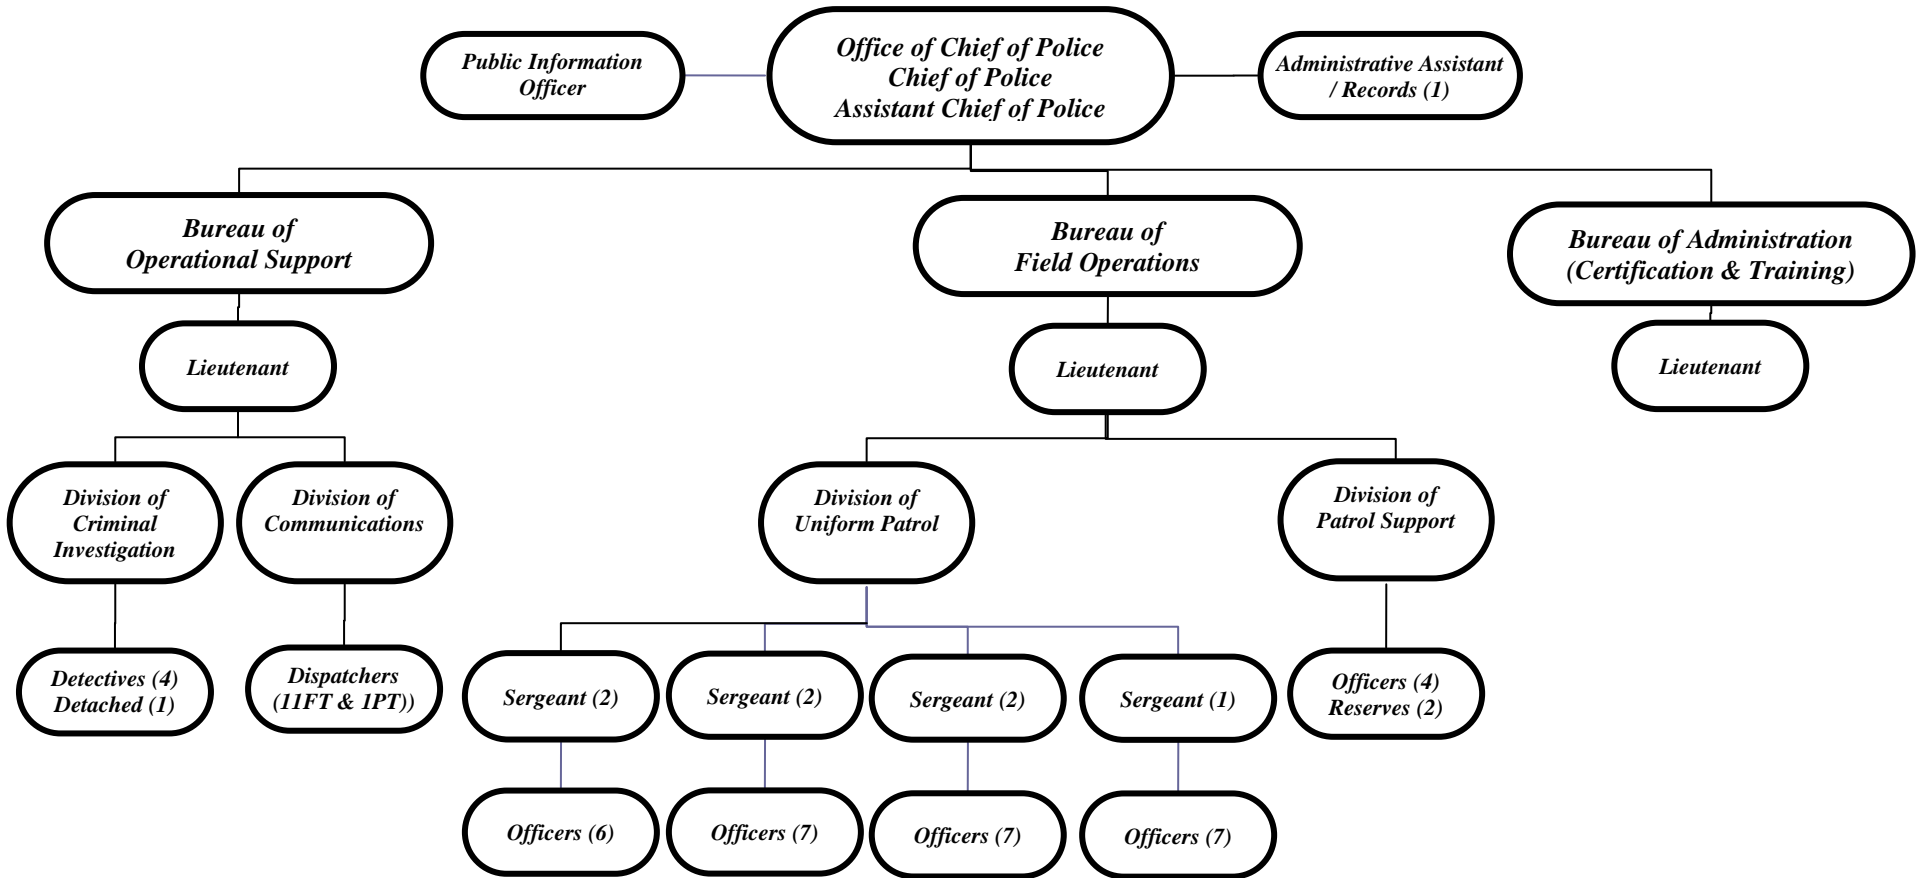 Public Information
Officer
Office of Chief of Police
Chief of Police
Assistant Chief of Police
Administrative Assistant
/ Records (1)
Bureau of
Operational Support
Bureau of
Field Operations
Bureau of Administration
(Certification & Training)
Lieutenant
Lieutenant
Lieutenant
Division of
Criminal
Investigation
Division of
Communications
Division of
Uniform Patrol
Division of
Patrol Support
Detectives (4)
Detached (1)
Dispatchers
(11FT & 1PT))
Sergeant (2)
Sergeant (2)
Sergeant (2)
Sergeant (1)
Officers (4)
Reserves (2)
Officers (6)
Officers (7)
Officers (7)
Officers (7)